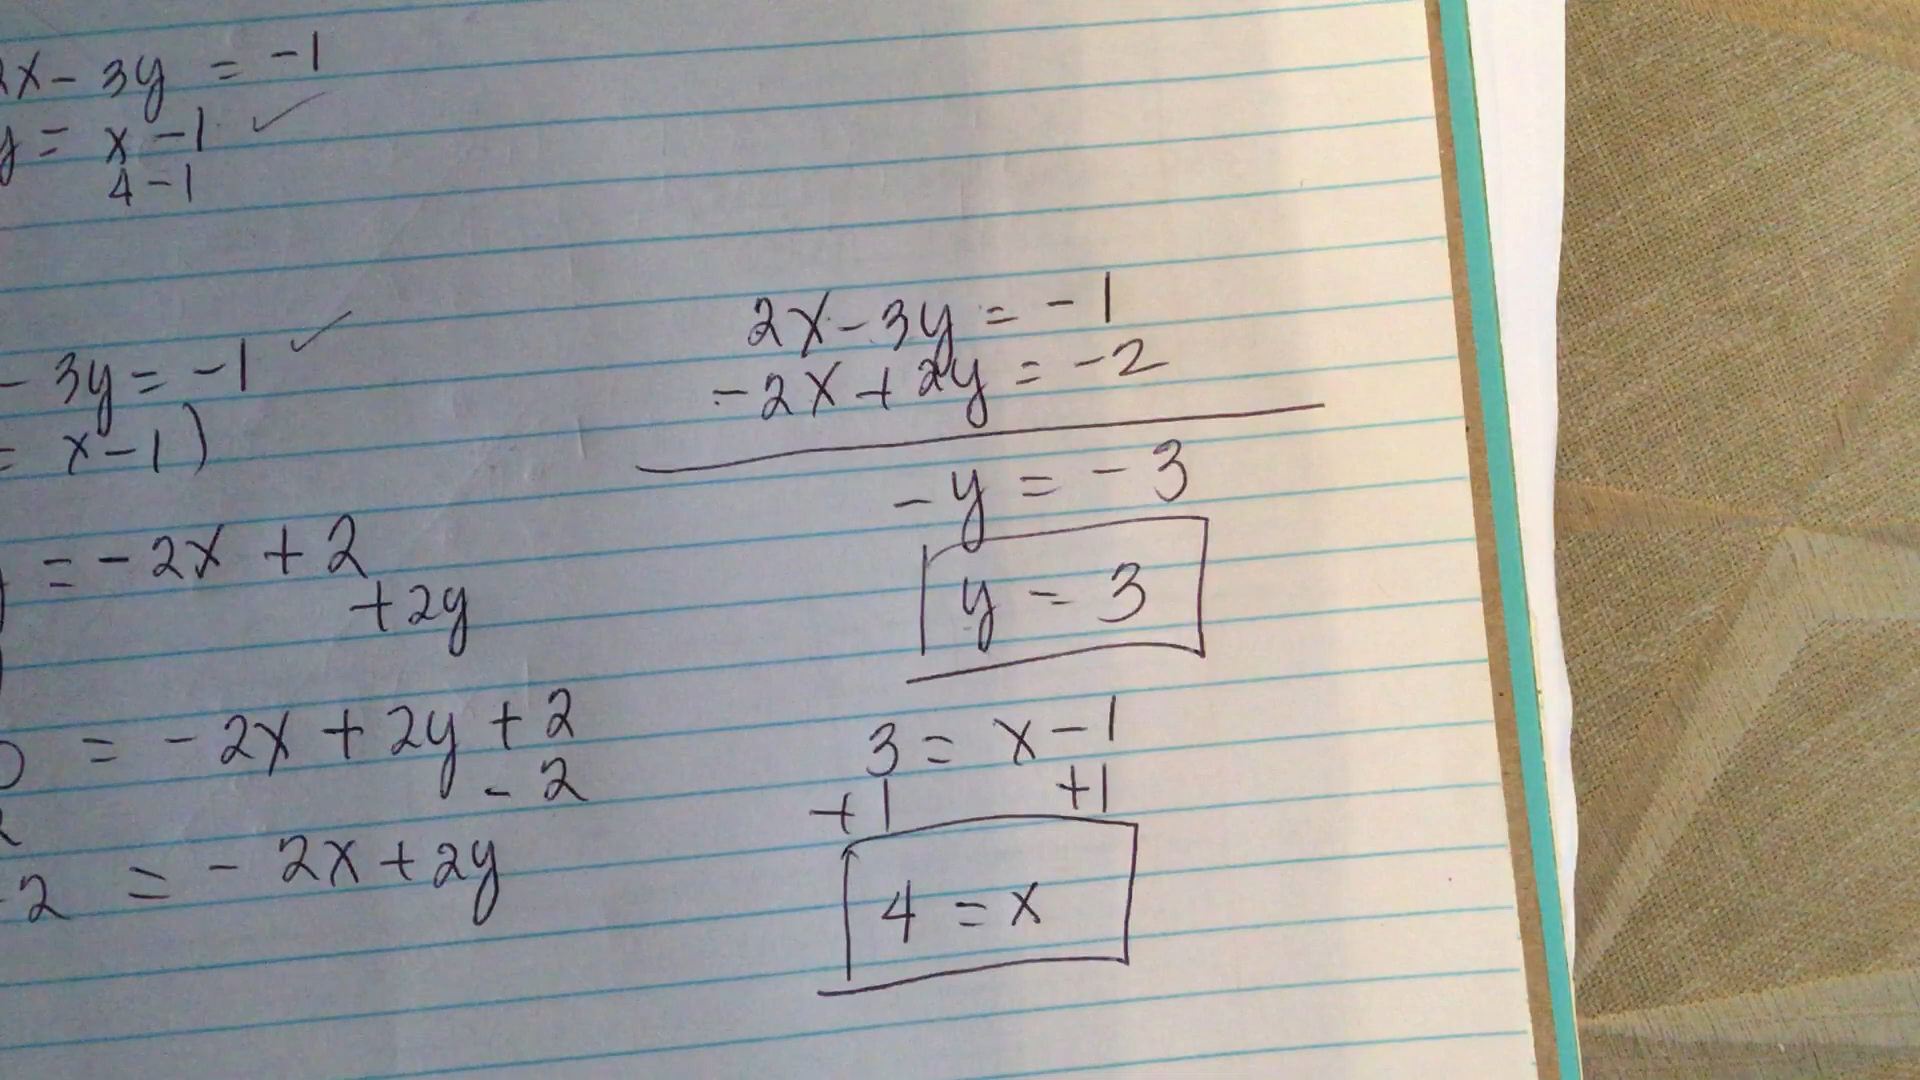 2x - 3y = -1
y = x - 1 ✓
4 - 1
- 3y = -1 ✓
= x - 1)
= -2x + 2
+2y
= -2x + 2y + 2
- 2
-2 = -2x + 2y
2x - 3y = -1
-2x + 2y = -2
-y = -3
y = 3
3 = x - 1
+1 +1
4 = x